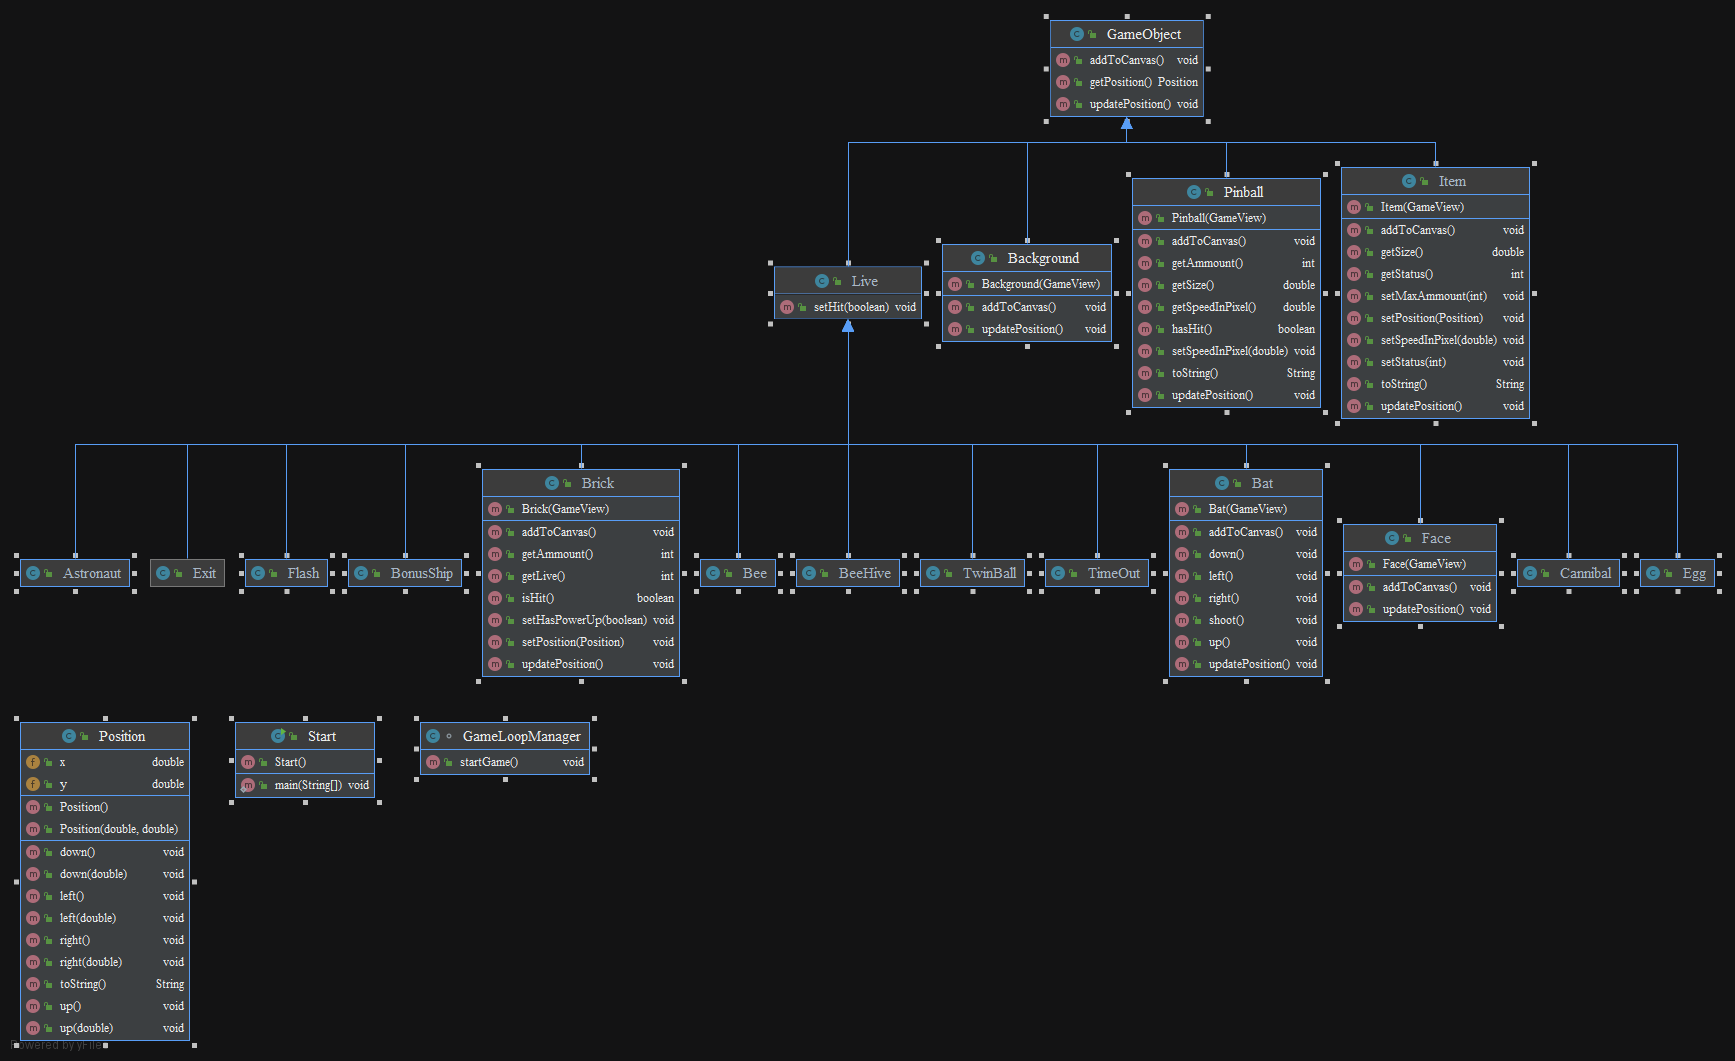 GameObject
addToCanvas() void
getPosition() Position
updatePosition() void
Pinball
Pinball(GameView)
addToCanvas() void
getAmmount() int
getSize() double
getSpeedInPixel() double
hasHit() boolean
setSpeedInPixel(double) void
toString() String
updatePosition() void
Item
Item(GameView)
addToCanvas() void
getSize() double
getStatus() int
setMaxAmmount(int) void
setPosition(Position) void
setSpeedInPixel(double) void
setStatus(int) void
toString() String
updatePosition() void
Live
setHit(boolean) void
Background
Background(GameView)
addToCanvas() void
updatePosition() void
Astronaut
Exit
Flash
BonusShip
Brick
Brick(GameView)
addToCanvas() void
getAmmount() int
getLive() int
isHit() boolean
setHasPowerUp(boolean) void
setPosition(Position) void
updatePosition() void
Bee
BeeHive
TwinBall
TimeOut
Bat
Bat(GameView)
addToCanvas() void
down() void
left() void
right() void
shoot() void
up() void
updatePosition() void
Face
Face(GameView)
addToCanvas() void
updatePosition() void
Cannibal
Egg
Position
x double
y double
Position()
Position(double, double)
down() void
down(double) void
left() void
left(double) void
right() void
right(double) void
toString() String
up() void
up(double) void
Start
Start()
main(String[]) void
GameLoopManager
startGame() void
Powered by yFile